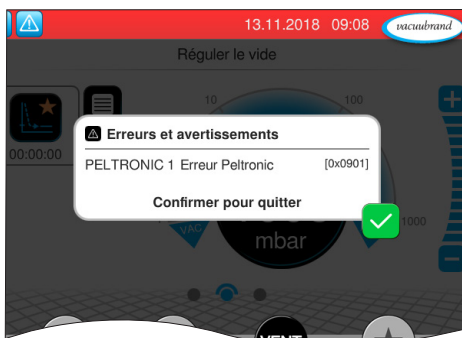 13.11.2018 09:08
vacuubrand
Réguler le vide
10
100
00:00:00
Erreurs et avertissements
PELTRONIC 1 Erreur Peltronic [0x0901]
Confirmer pour quitter
1000
VAC
mbar
VENT